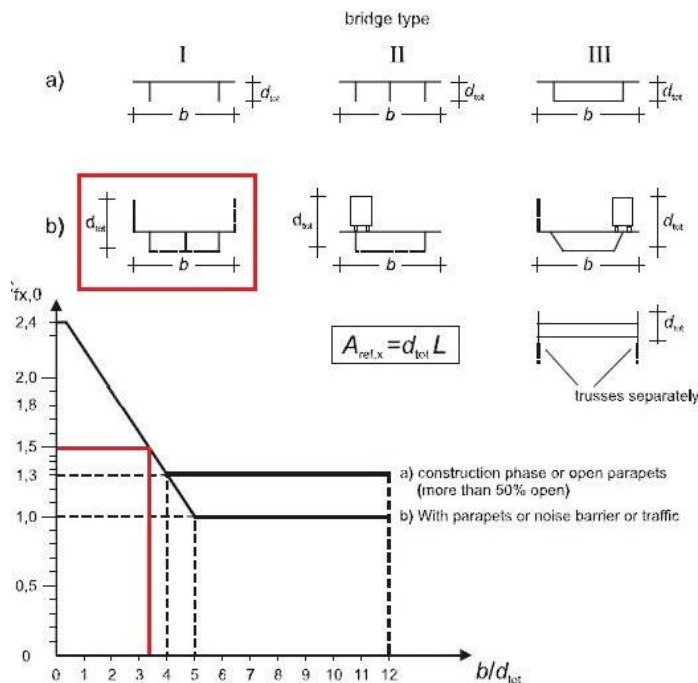 bridge type
I II III
a) d_tot d_tot
b b b d_tot
b) d_tot d_tot d_tot
b b b
fx,0
2,4
A_ref,x = d_tot L
d_tot
2,0
1,8
trusses separately
1,5
1,3
a) construction phase or open parapets
(more than 50% open)
1,0
b) With parapets or noise barrier or traffic
0,5
0
0 1 2 3 4 5 6 7 8 9 10 11 12
b/d_tot